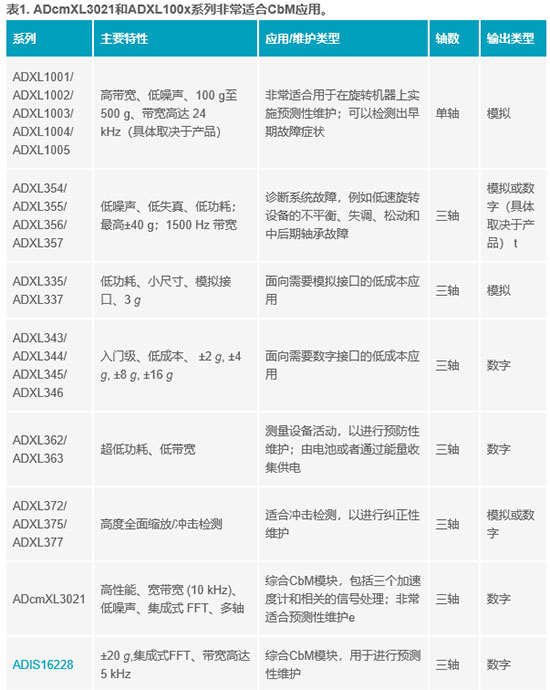 表1. ADcmXL3021和ADXL100x系列非常适合CbM应用。
系列 主要特性 应用/维护类型 轴数 输出类型
ADXL1001/
ADXL1002/
ADXL1003/
ADXL1004/
ADXL1005
高带宽、低噪声、100 g至
500 g、带宽高达 24
kHz（具体取决于产品）
非常适合用于在旋转机器上实
施预测性维护；可以检测出早
期故障症状
单轴
模拟
ADXL354/
ADXL355/
ADXL356/
ADXL357
低噪声、低失真、低功耗；
最高±40 g；1500 Hz 带宽
诊断系统故障，例如低速旋转
设备的不平衡、失调、松动和
中后期轴承故障
三轴
模拟或数
字（具体
取决于产
品） t
ADXL335/
ADXL337
低功耗、小尺寸、模拟接
口、3 g
面向需要模拟接口的低成本应
用
三轴
模拟
ADXL343/
ADXL344/
ADXL345/
ADXL346
入门级、低成本、 ±2 g, ±4
g, ±8 g, ±16 g
面向需要数字接口的低成本应
用
三轴
数字
ADXL362/
ADXL363
超低功耗、低带宽
测量设备活动，以进行预防性
维护；由电池或者通过能量收
集供电
三轴
数字
ADXL372/
ADXL375/
ADXL377
高度全面缩放/冲击检测
适合冲击检测，以进行纠正性
维护
三轴
模拟或数
字
ADcmXL3021
高性能、宽带宽 (10 kHz)、
低噪声、集成式 FFT、多轴
综合CbM模块，包括三个加速
度计和相关的信号处理；非常
适合预测性维护e
三轴
数字
ADIS16228
±20 g,集成式FFT、带宽高达
5 kHz
综合CbM模块，用于进行预测
性维护
三轴
数字